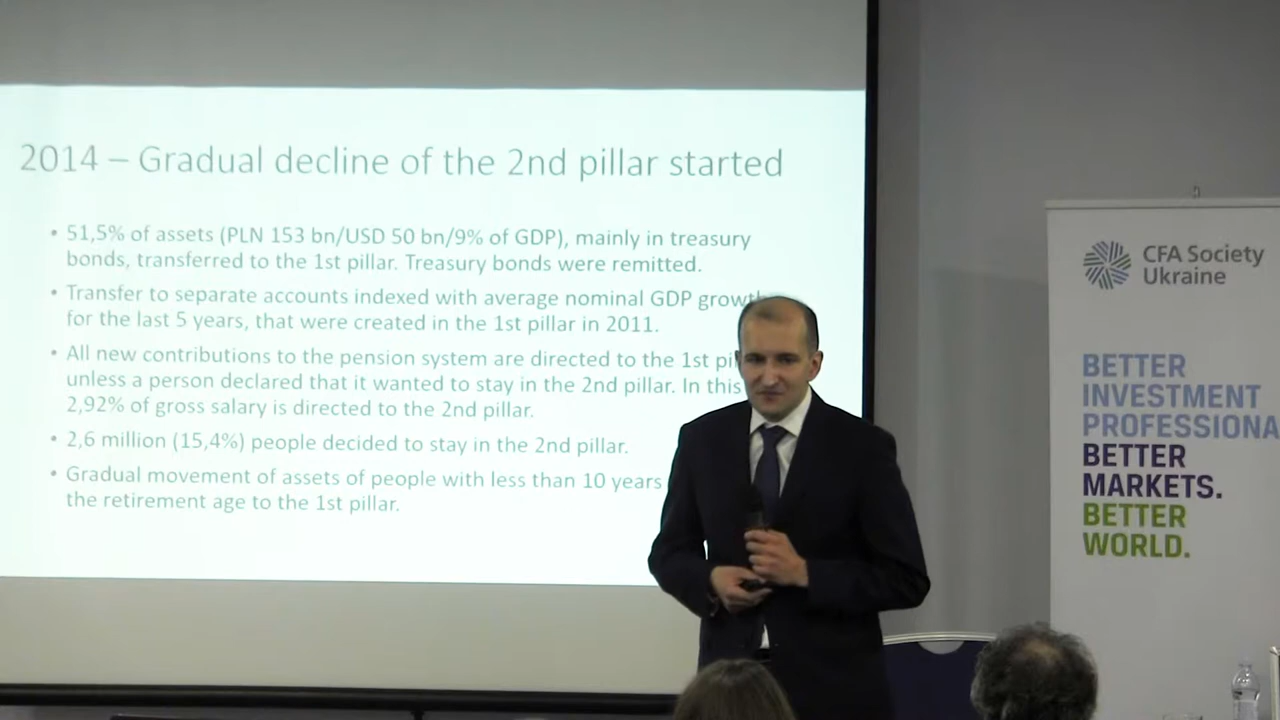 2014 – Gradual decline of the 2nd pillar started
• 51,5% of assets (PLN 153 bn/USD 50 bn/9% of GDP), mainly in treasury
bonds, transferred to the 1st pillar. Treasury bonds were remitted.
• Transfer to separate accounts indexed with average nominal GDP growth
for the last 5 years, that were created in the 1st pillar in 2011.
• All new contributions to the pension system are directed to the 1st
unless a person declared that it wanted to stay in the 2nd pillar. In this
2,92% of gross salary is directed to the 2nd pillar.
• 2,6 million (15,4%) people decided to stay in the 2nd pillar.
• Gradual movement of assets of people with less than 10 years
the retirement age to the 1st pillar.
CFA Society
Ukraine
BETTER
INVESTMENT
PROFESSIONA
BETTER
MARKETS.
BETTER
WORLD.